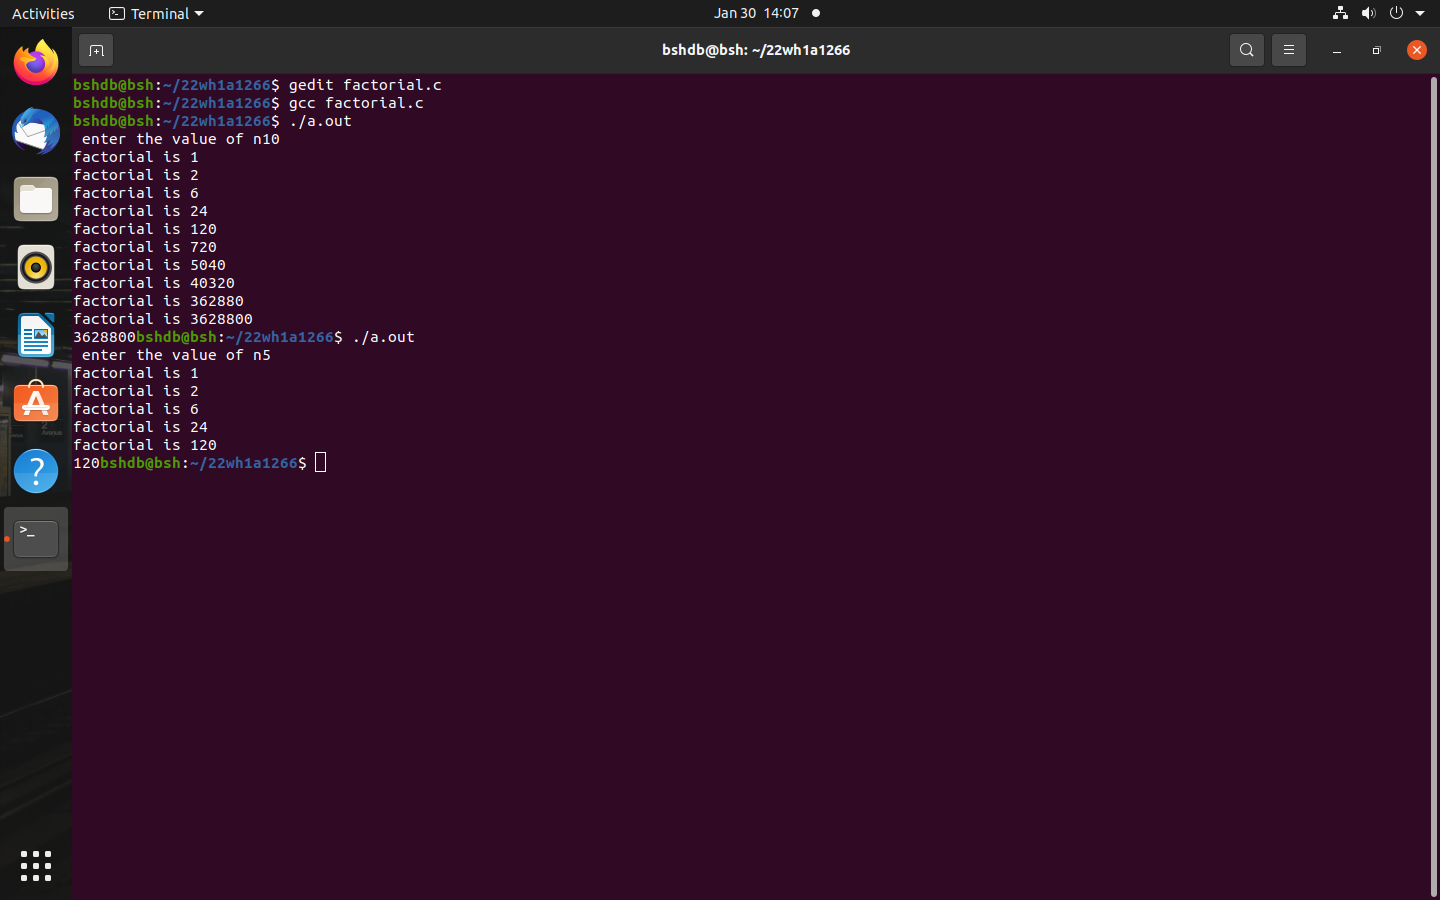 Activities
Terminal
Jan 30 14:07
bshdb@bsh: ~/22wh1a1266
bshdb@bsh:~/22wh1a1266$ gedit factorial.c
bshdb@bsh:~/22wh1a1266$ gcc factorial.c
bshdb@bsh:~/22wh1a1266$ ./a.out
 enter the value of n10
factorial is 1
factorial is 2
factorial is 6
factorial is 24
factorial is 120
factorial is 720
factorial is 5040
factorial is 40320
factorial is 362880
factorial is 3628800
3628800bshdb@bsh:~/22wh1a1266$ ./a.out
 enter the value of n5
factorial is 1
factorial is 2
factorial is 6
factorial is 24
factorial is 120
120bshdb@bsh:~/22wh1a1266$